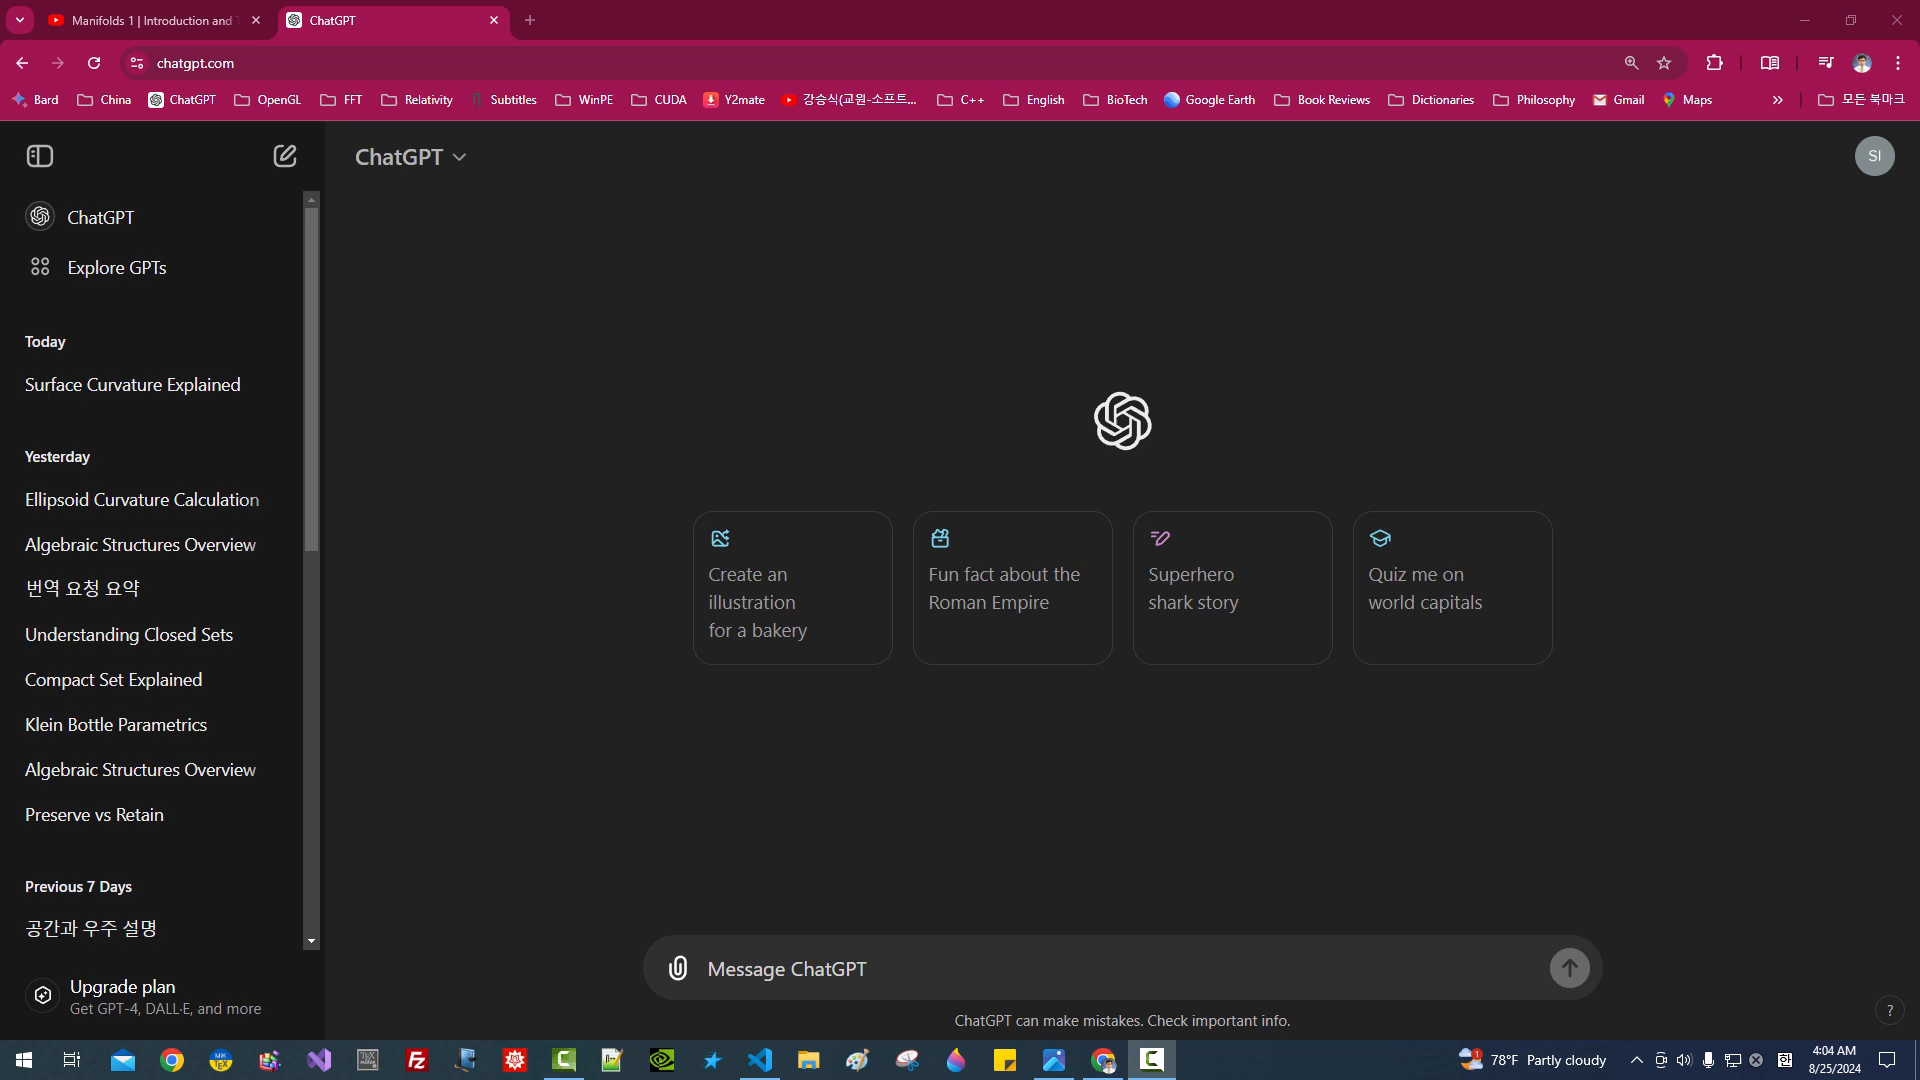 Manifolds 1 | Introduction and
ChatGPT
chatgpt.com
Bard
China
ChatGPT
OpenGL
FFT
Relativity
Subtitles
WinPE
CUDA
Y2mate
강승식(교원-소프트...
C++
English
BioTech
Google Earth
Book Reviews
Dictionaries
Philosophy
Gmail
Maps
모든 북마크
ChatGPT
SI
ChatGPT
Explore GPTs
Today
Surface Curvature Explained
Yesterday
Ellipsoid Curvature Calculation
Algebraic Structures Overview
번역 요청 요약
Understanding Closed Sets
Compact Set Explained
Klein Bottle Parametrics
Algebraic Structures Overview
Preserve vs Retain
Previous 7 Days
공간과 우주 설명
Upgrade plan
Get GPT-4, DALL·E, and more
Create an
illustration
for a bakery
Fun fact about the
Roman Empire
Superhero
shark story
Quiz me on
world capitals
Message ChatGPT
ChatGPT can make mistakes. Check important info.
?
78°F Partly cloudy
한
4:04 AM
8/25/2024